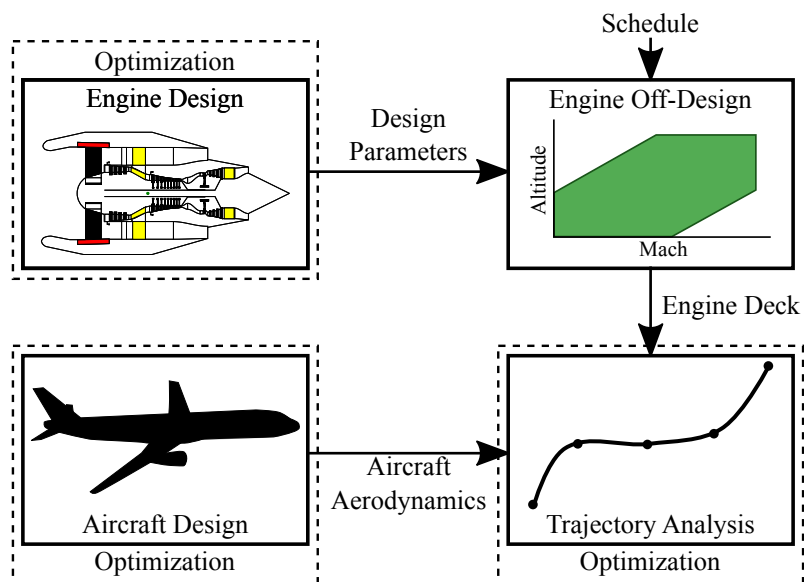 Optimization
Engine Design
Design
Parameters
Schedule
Engine Off-Design
Altitude
Mach
Engine Deck
Aircraft Design
Optimization
Aircraft
Aerodynamics
Trajectory Analysis
Optimization